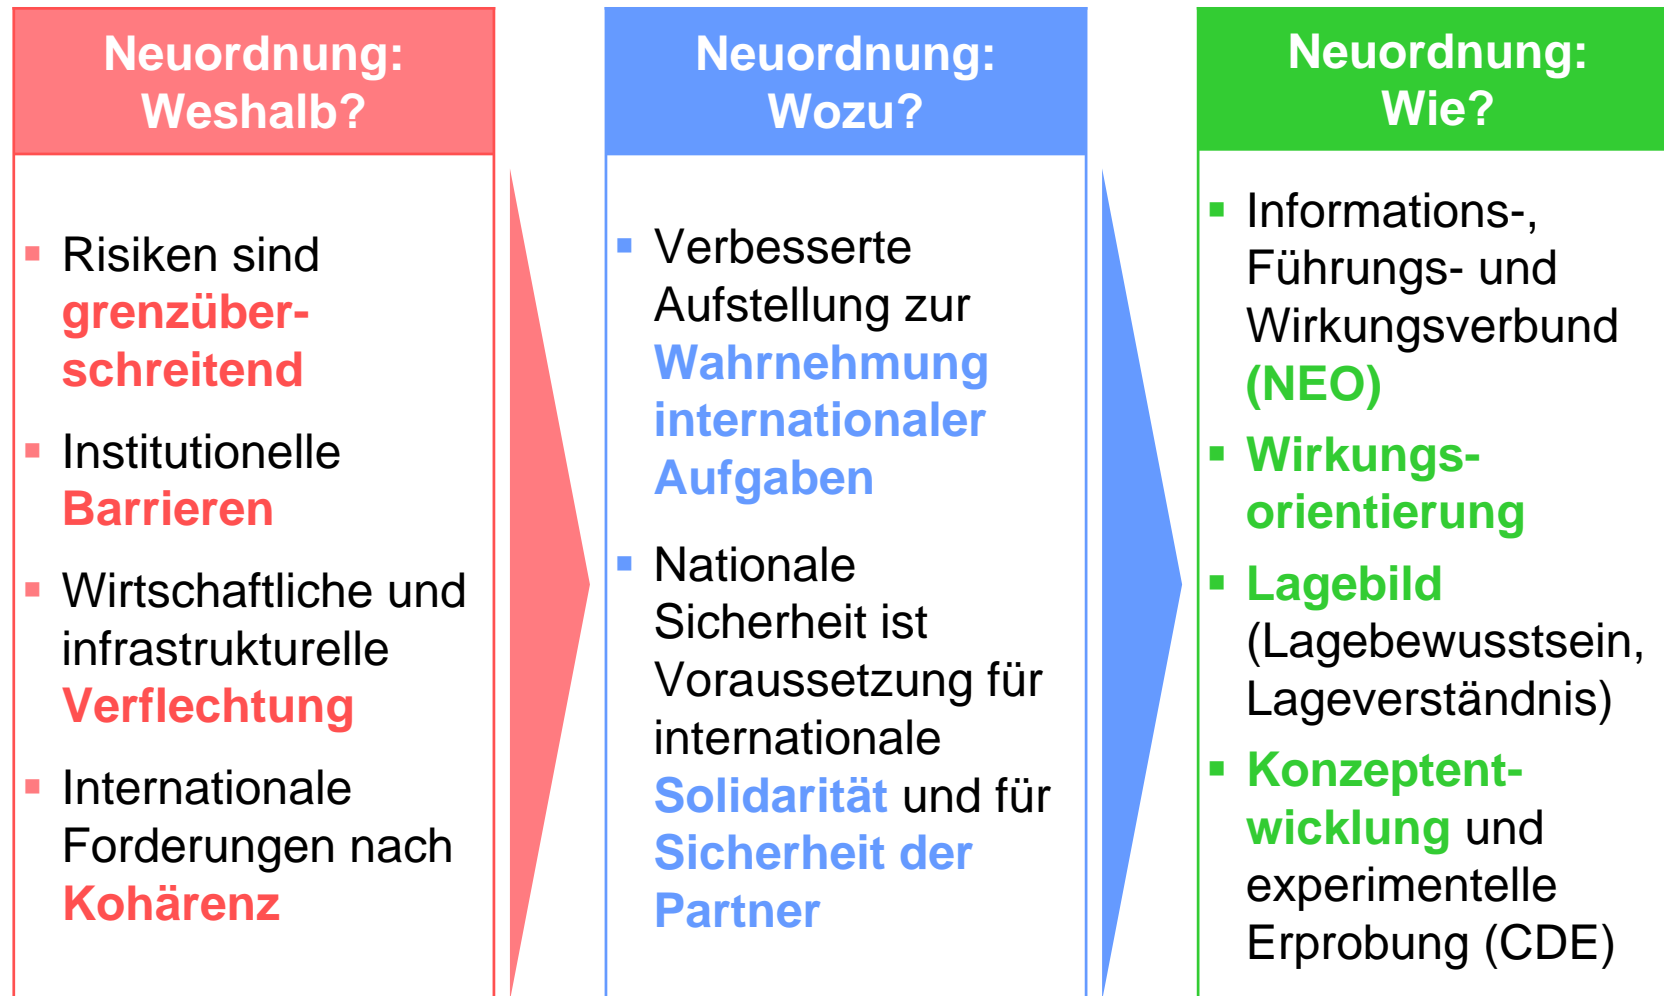 Neuordnung:
Weshalb?
Risiken sind
grenzüber-
schreitend
Institutionelle
Barrieren
Wirtschaftliche und
infrastrukturelle
Verflechtung
Internationale
Forderungen nach
Kohärenz
Neuordnung:
Wozu?
Verbesserte
Aufstellung zur
Wahrnehmung
internationaler
Aufgaben
Nationale
Sicherheit ist
Voraussetzung für
internationale
Solidarität und für
Sicherheit der
Partner
Neuordnung:
Wie?
Informations-,
Führungs- und
Wirkungsverbund
(NEO)
Wirkungs-
orientierung
Lagebild
(Lagebewusstsein,
Lageverständnis)
Konzeptent-
wicklung und
experimentelle
Erprobung (CDE)